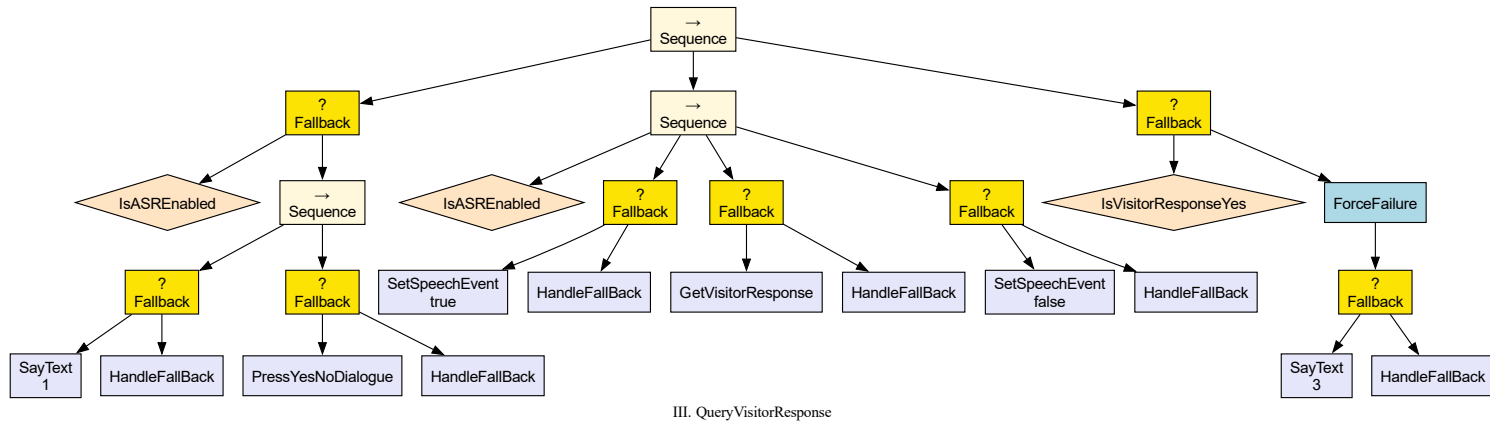 →
Sequence
?
Fallback
→
Sequence
?
Fallback
IsASREnabled
→
Sequence
IsASREnabled
?
Fallback
?
Fallback
?
Fallback
IsVisitorResponseYes
ForceFailure
?
Fallback
?
Fallback
SetSpeechEvent
true
HandleFallBack
GetVisitorResponse
HandleFallBack
SetSpeechEvent
false
HandleFallBack
?
Fallback
SayText
1
HandleFallBack
PressYesNoDialogue
HandleFallBack
SayText
3
HandleFallBack
III. QueryVisitorResponse